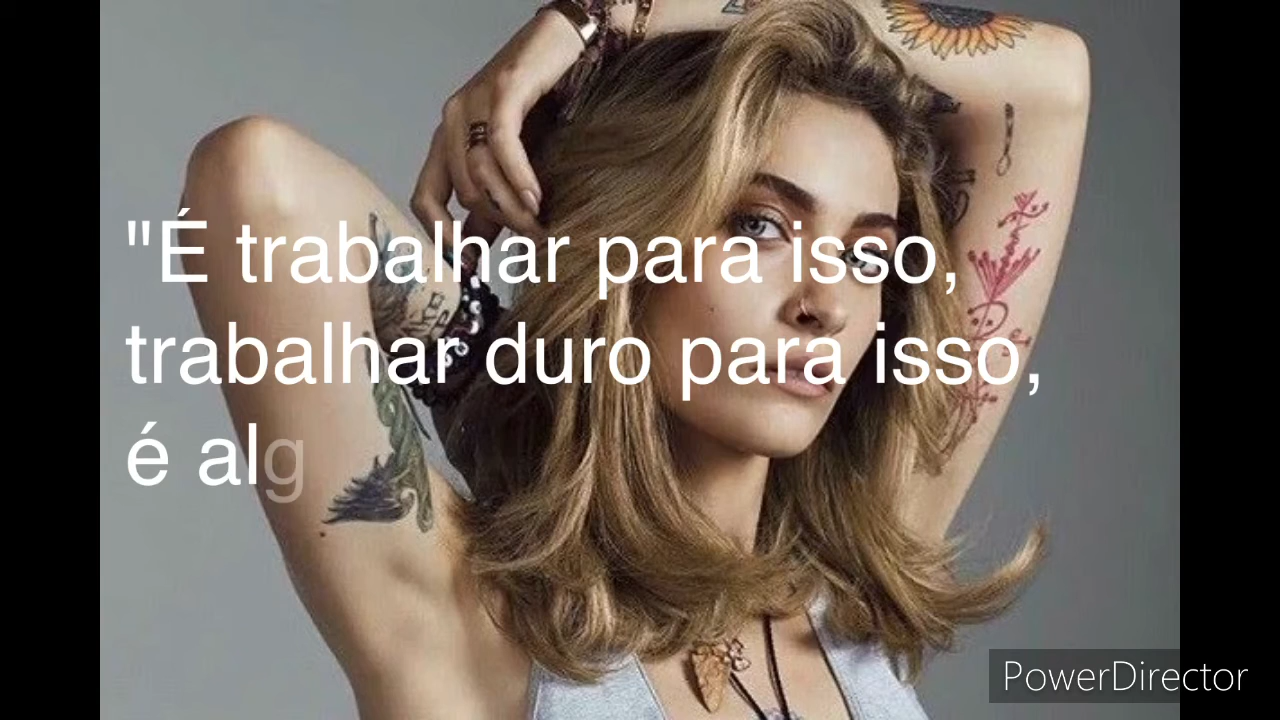 "É trabalhar para isso,
trabalhar duro para isso,
é alg
PowerDirector